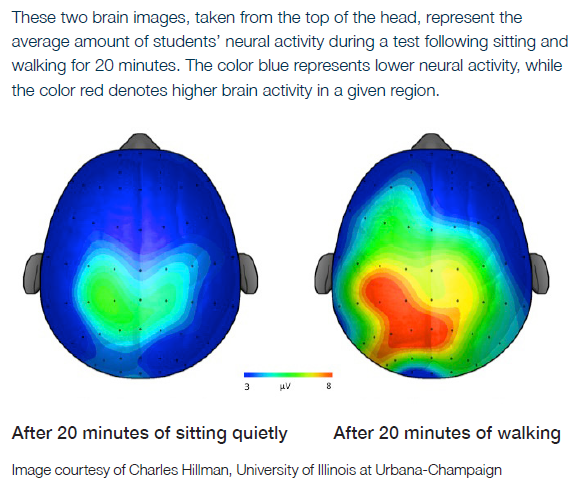 These two brain images, taken from the top of the head, represent the
average amount of students’ neural activity during a test following sitting and
walking for 20 minutes. The color blue represents lower neural activity, while
the color red denotes higher brain activity in a given region.
3 μV 8
After 20 minutes of sitting quietly
After 20 minutes of walking
Image courtesy of Charles Hillman, University of Illinois at Urbana-Champaign